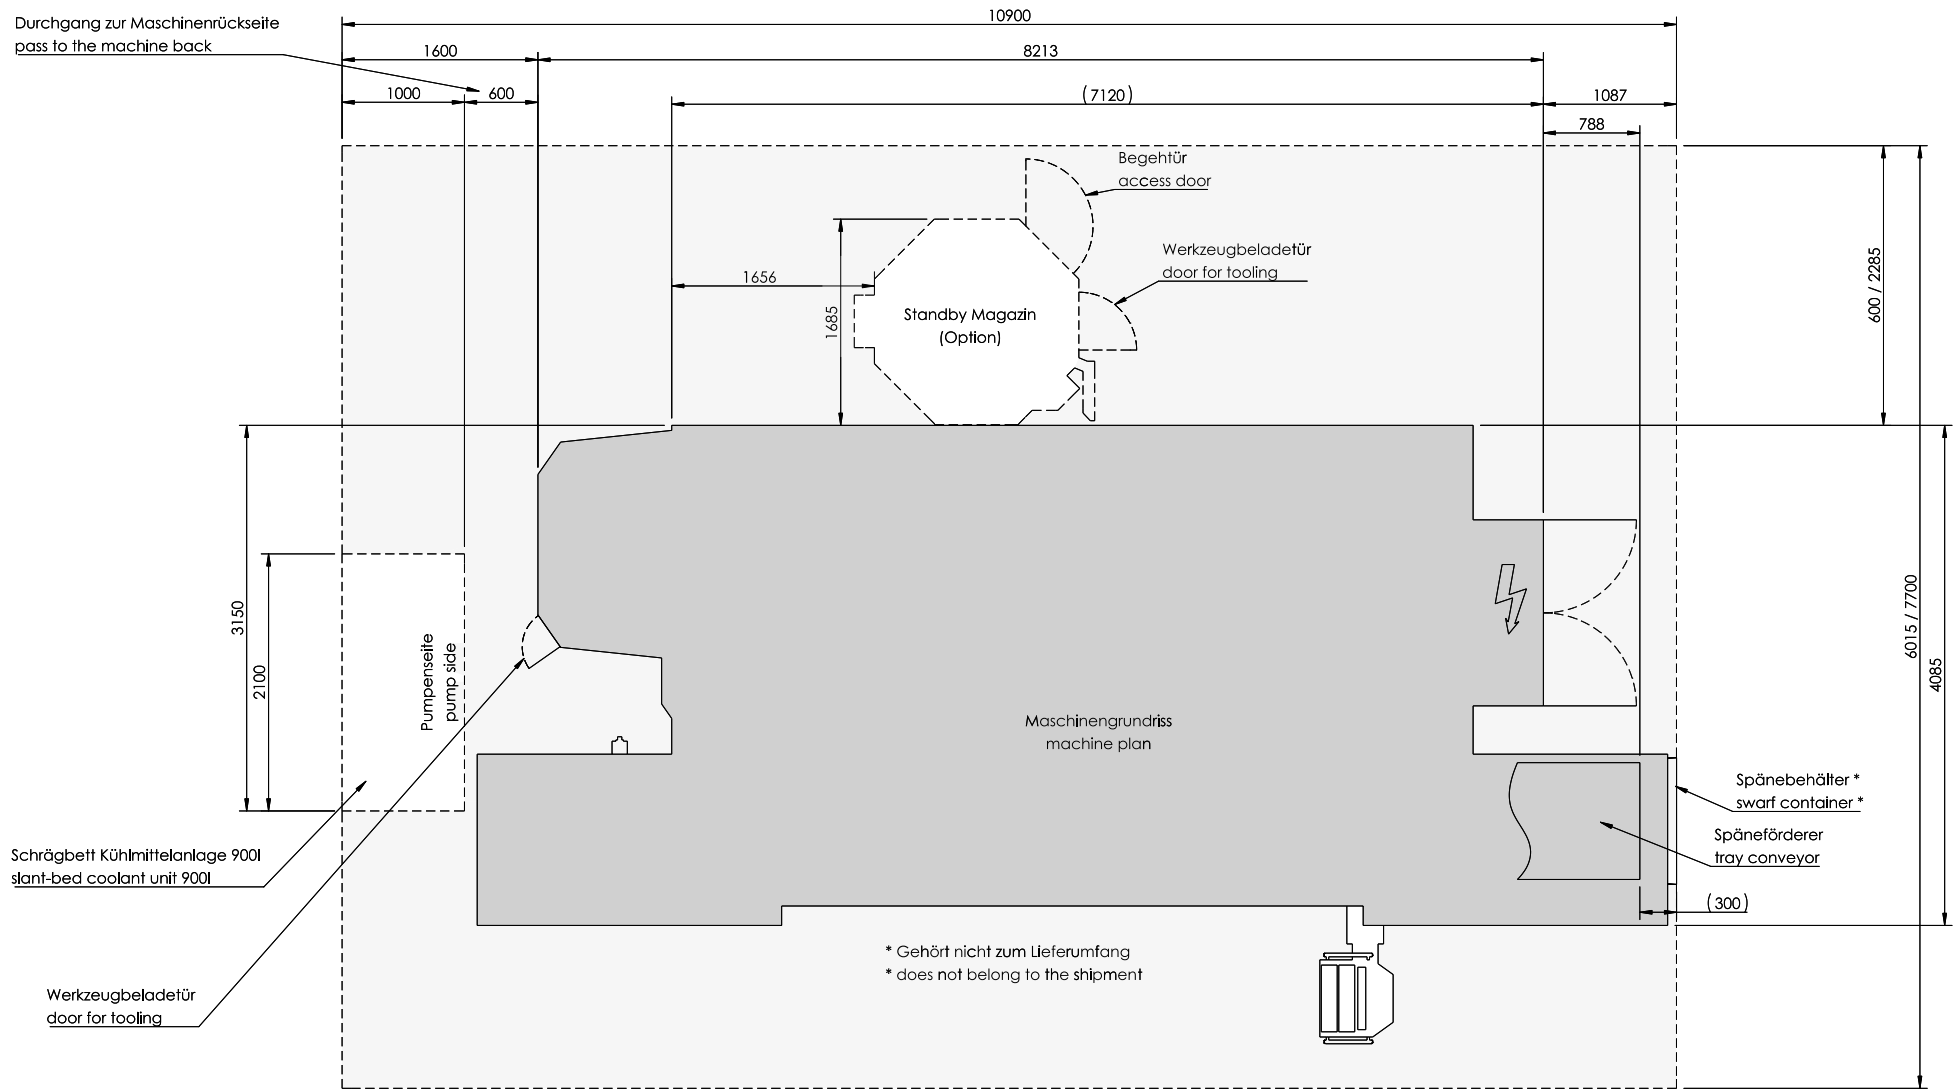 Durchgang zur Maschinenrückseite
pass to the machine back
10900
1600
8213
1000
600
(7120)
1087
788
Begehtür
access door
Werkzeugbeladetür
door for tooling
1656
1685
Standby Magazin
(Option)
600 / 2285
6015 / 7700
4085
3150
2100
Pumpenseite
pump side
Maschinengrundriss
machine plan
Spänebehälter *
swarf container *
Späneförderer
tray conveyor
(300)
Schrägbett Kühlmittelanlage 900l
slant-bed coolant unit 900l
* Gehört nicht zum Lieferumfang
* does not belong to the shipment
Werkzeugbeladetür
door for tooling